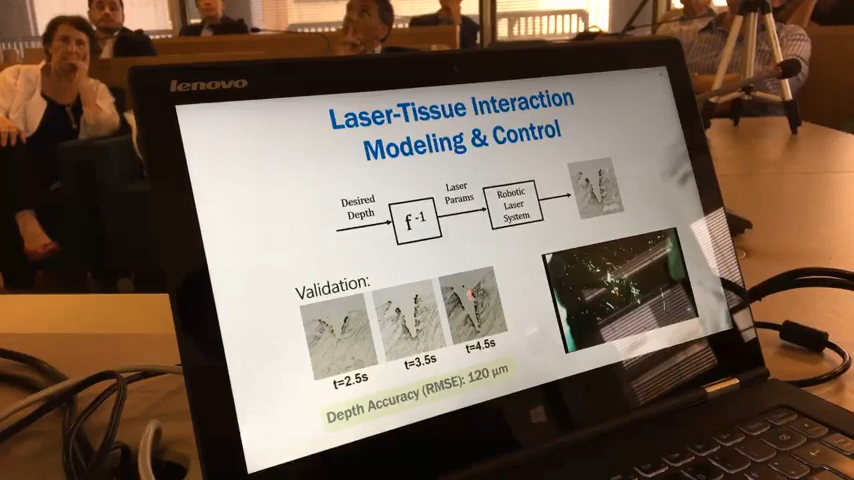 lenovo
Laser-Tissue Interaction
Modeling & Control
Desired
Depth
f⁻¹
Laser
Params
Robotic
Laser
System
Validation:
t=2.5s
t=3.5s
t=4.5s
Depth Accuracy (RMSE): 120 µm